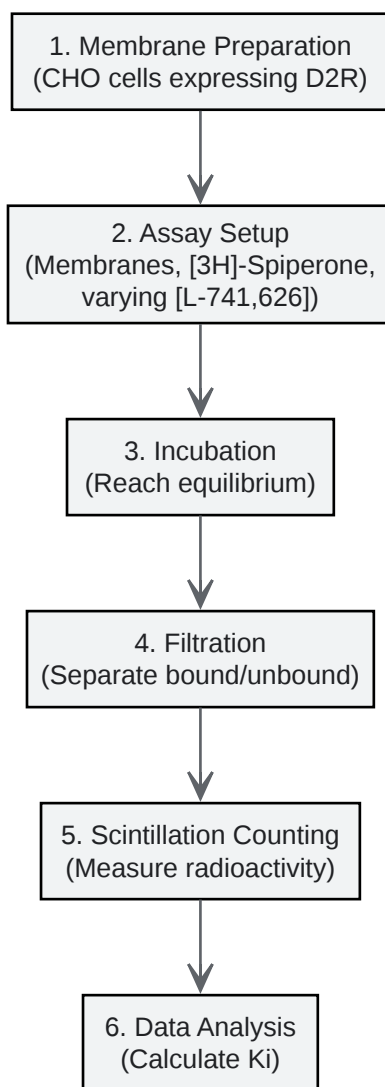 1. Membrane Preparation
(CHO cells expressing D2R)
2. Assay Setup
(Membranes, [3H]-Spiperone,
varying [L-741,626])
3. Incubation
(Reach equilibrium)
4. Filtration
(Separate bound/unbound)
5. Scintillation Counting
(Measure radioactivity)
6. Data Analysis
(Calculate Ki)